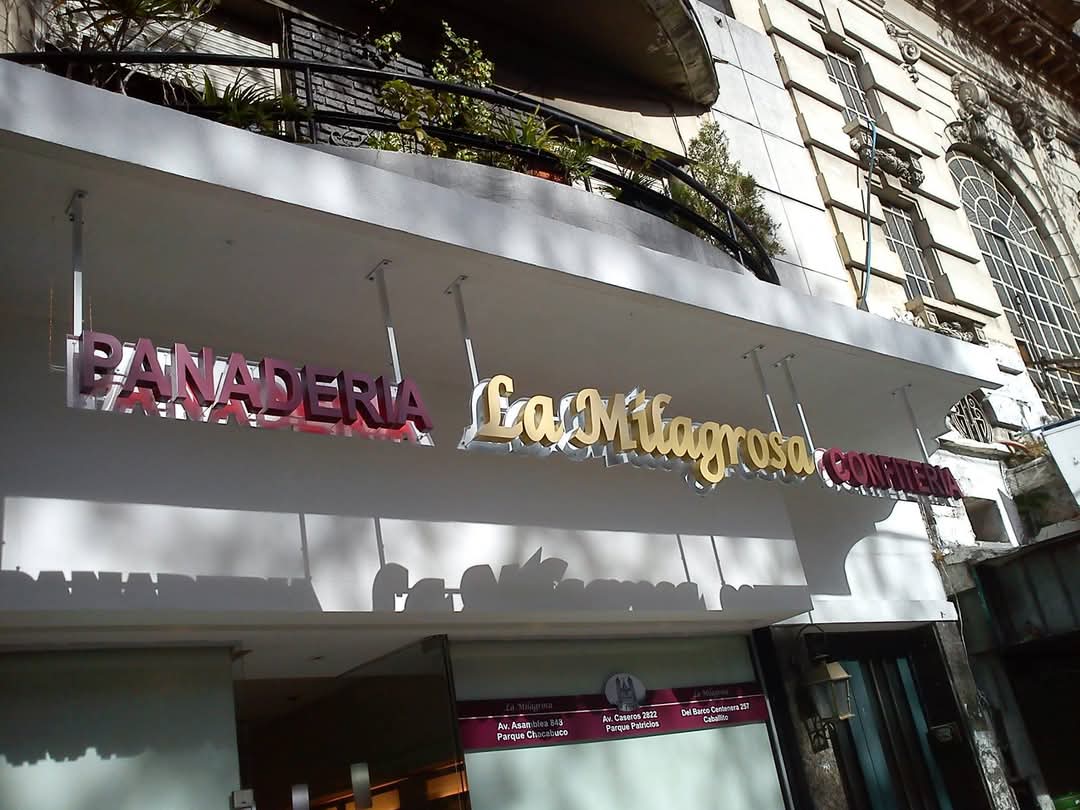 PANADERIA
La Milagrosa
CONFITERIA
La Milagrosa
Av. Asamblea 848
Parque Chacabuco
Av. Caseros 2822
Parque Patricios
La Milagrosa
Del Barco Centenera 257
Caballito